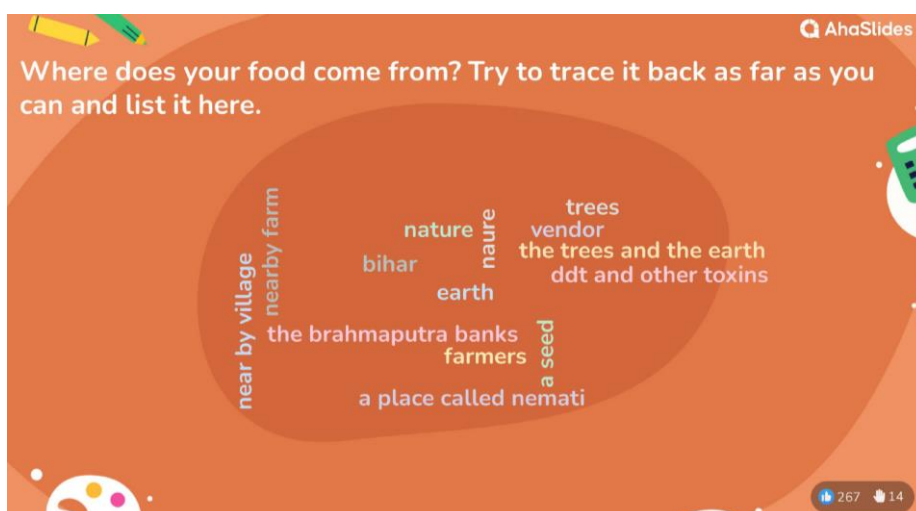 AhaSlides
Where does your food come from? Try to trace it back as far as you
can and list it here.
near by village
nearby farm
nature
naure
trees
vendor
the trees and the earth
bihar
ddt and other toxins
earth
the brahmaputra banks
farmers
a seed
a place called nemati
267 14